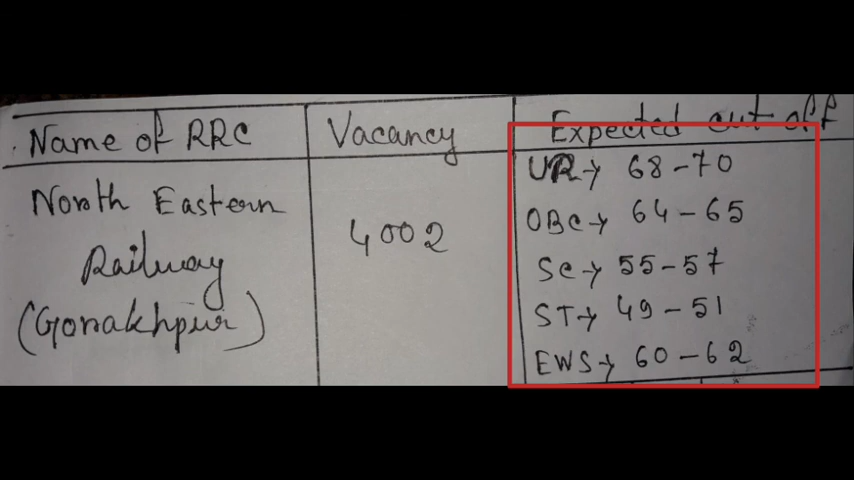 Name of RRC Vacancy Expected cut off
North Eastern
Railway
(Gorakhpur)
4002
UR→ 68-70
OBC→ 64-65
SC→ 55-57
ST→ 49-51
EWS→ 60-62